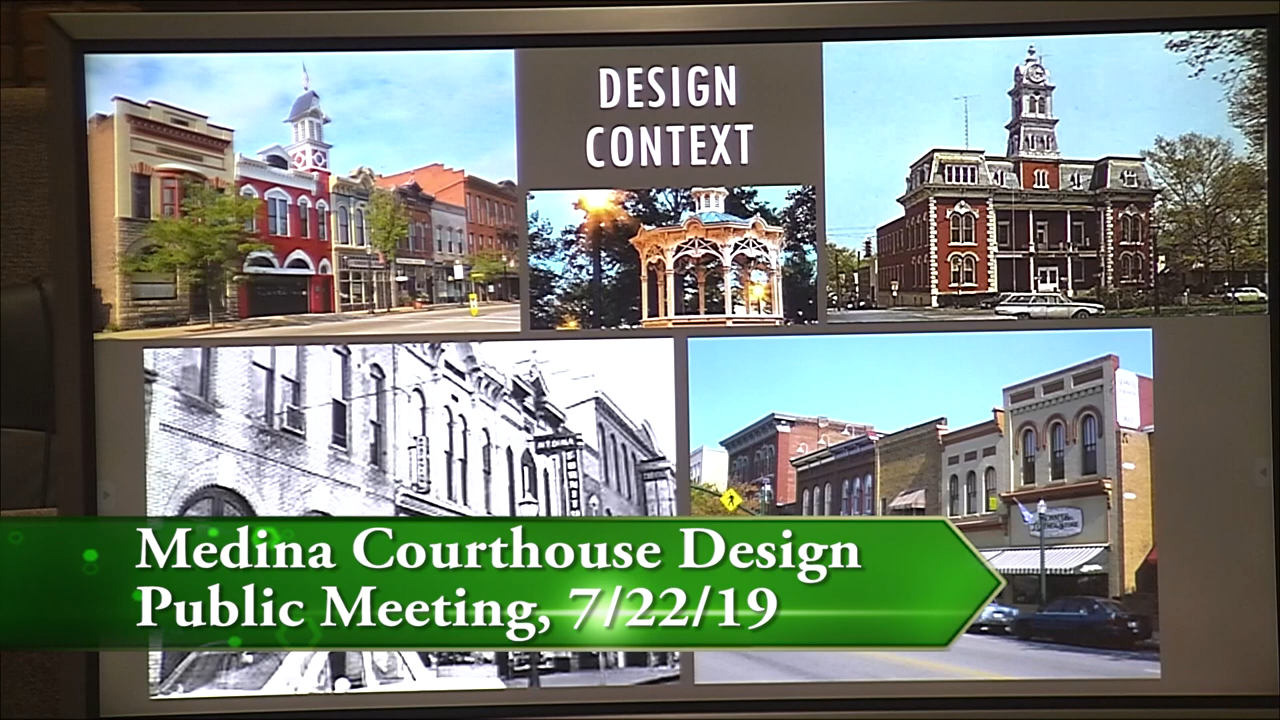 DESIGN
CONTEXT
MEDINA
Medina Courthouse Design
Public Meeting, 7/22/19